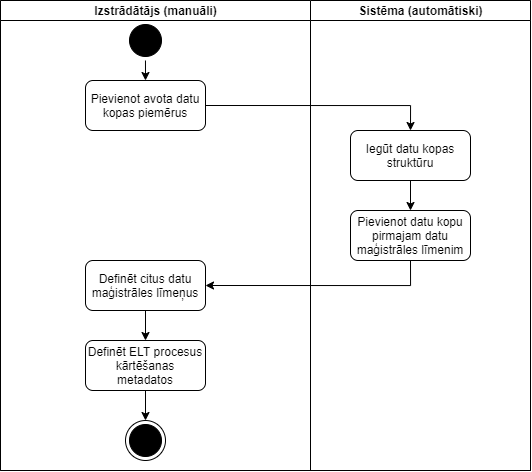 Izstrādātājs (manuāli)
Sistēma (automātiski)
Pievienot avota datu
kopas piemērus
Iegūt datu kopas
struktūru
Pievienot datu kopu
pirmajam datu
maģistrāles līmenim
Definēt citus datu
maģistrāles līmeņus
Definēt ELT procesus
kārtēšanas
metadatos